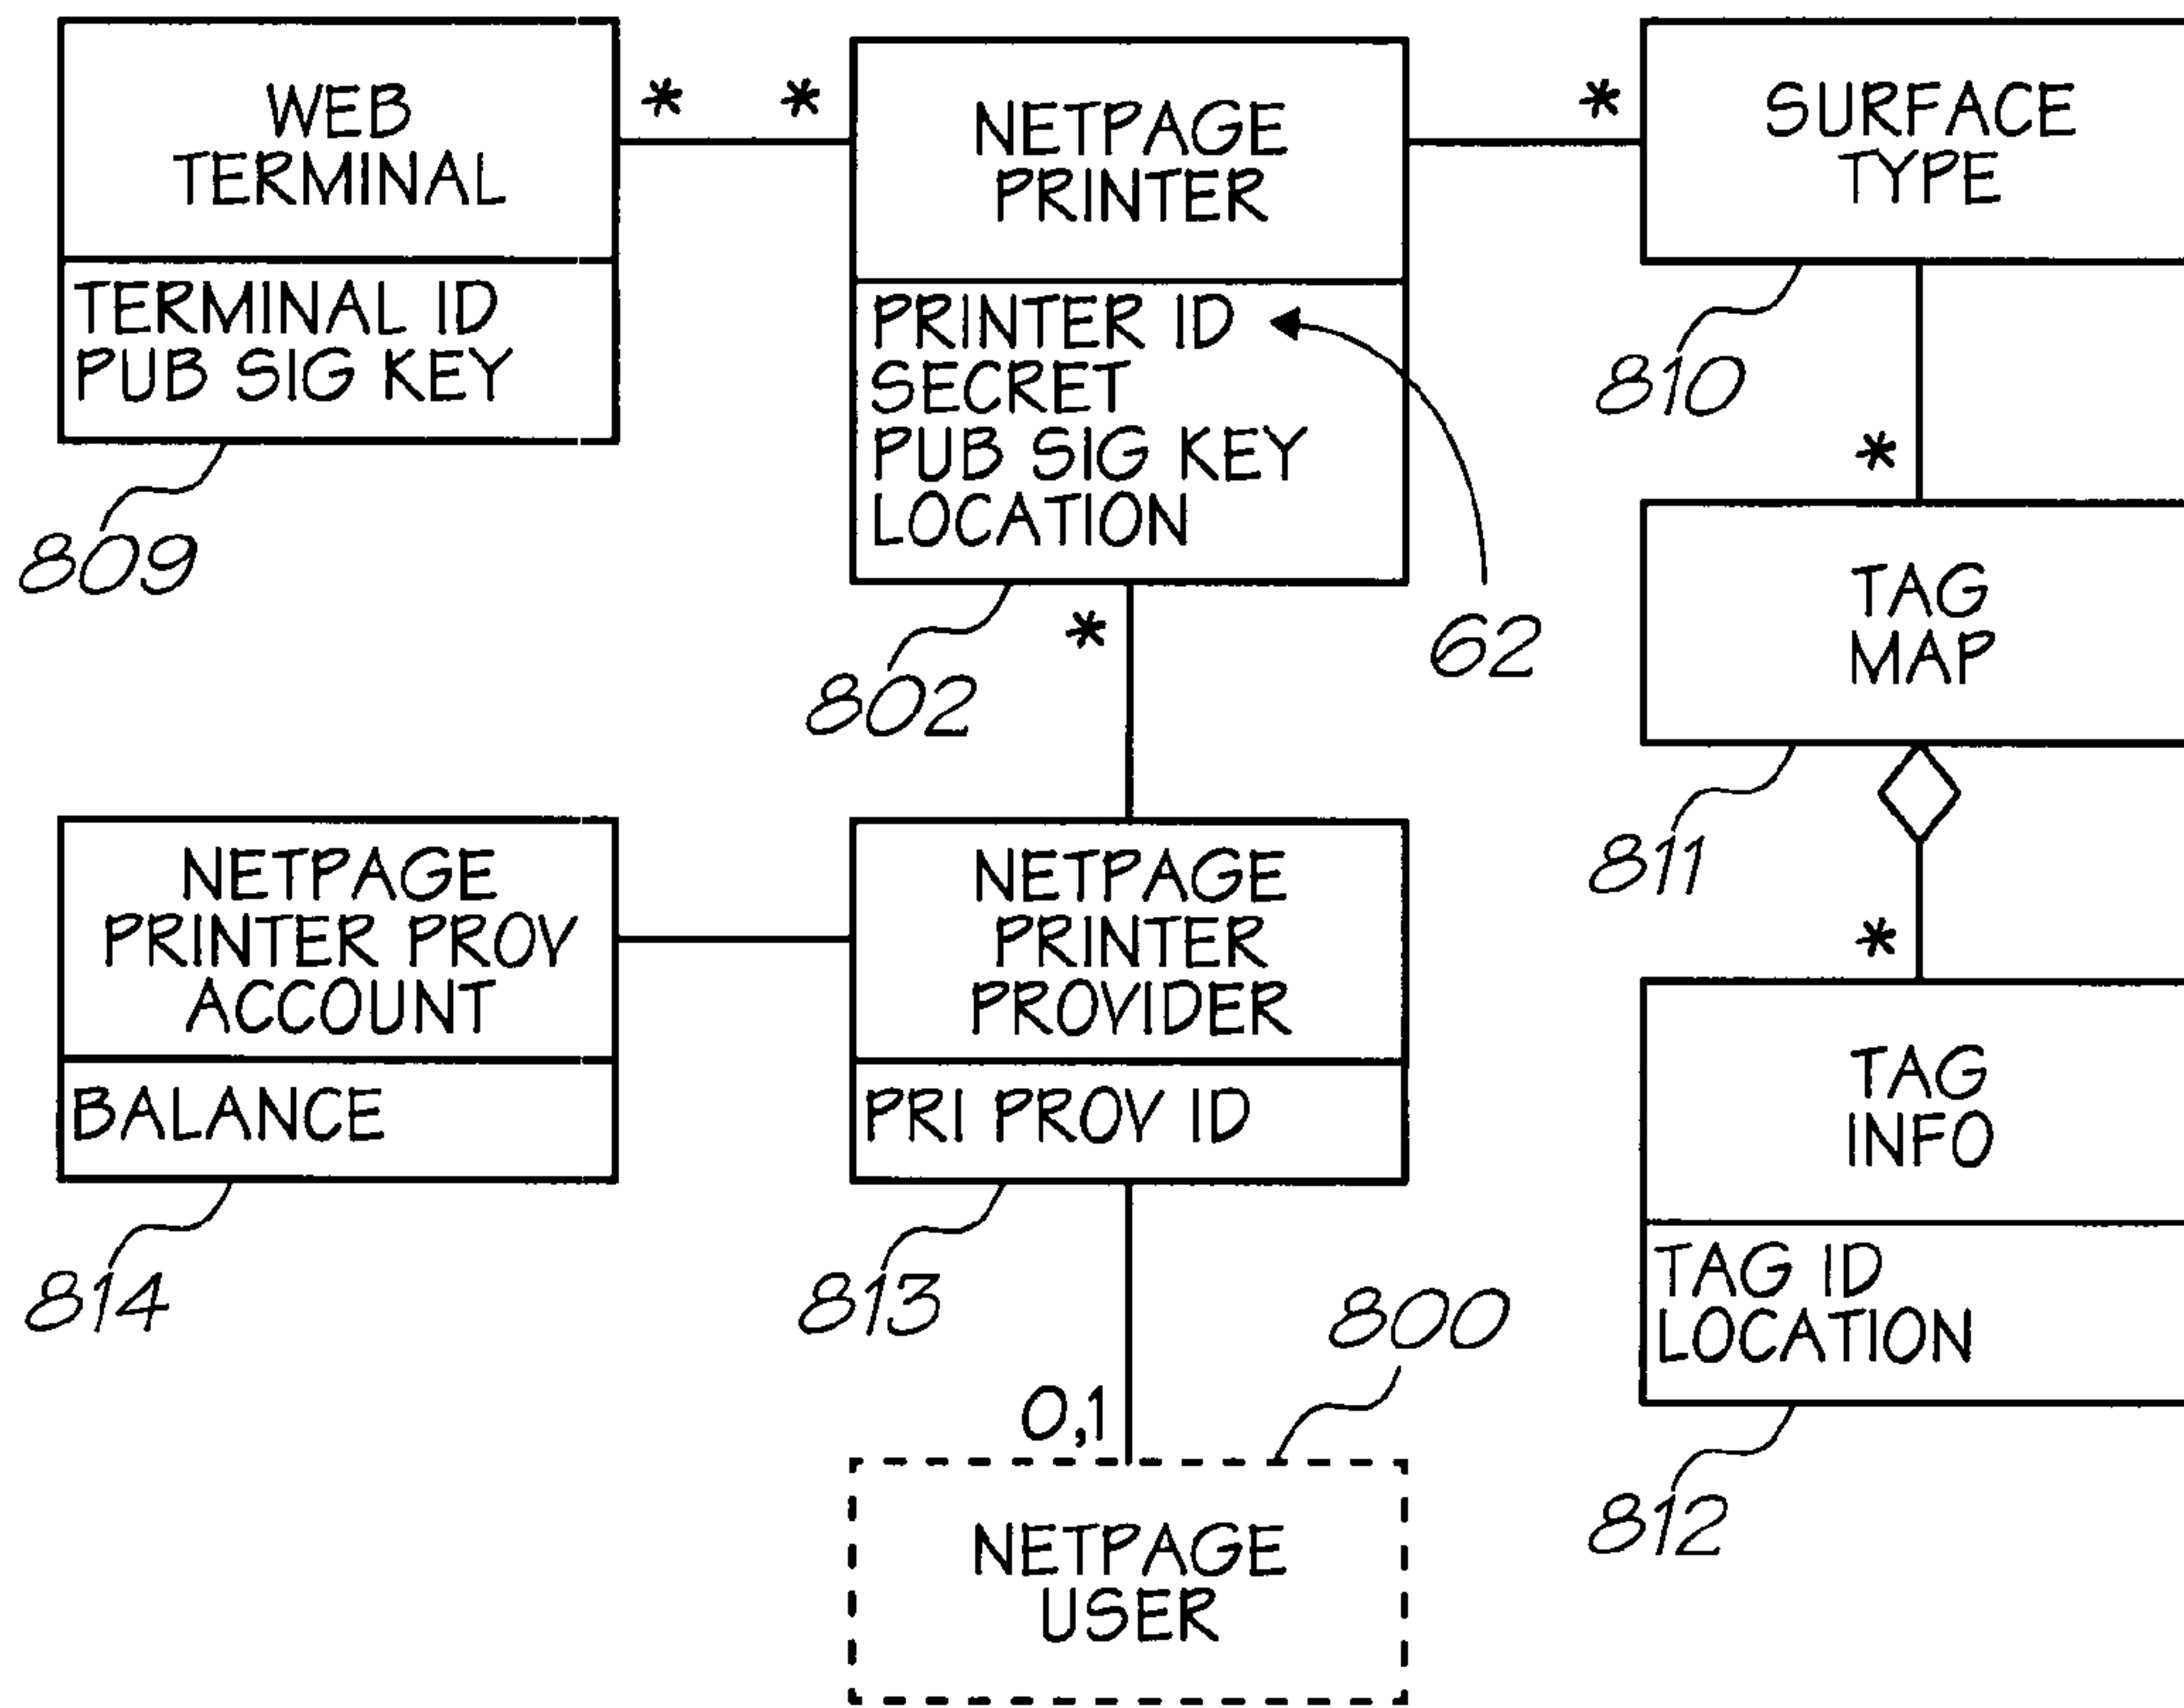 WEB
TERMINAL
TERMINAL ID
PUB SIG KEY
809
*
*
NETPAGE
PRINTER
PRINTER ID
SECRET
PUB SIG KEY
LOCATION
802
62
*
*
SURFACE
TYPE
810
*
TAG
MAP
811
*
TAG
INFO
TAG ID
LOCATION
812
NETPAGE
PRINTER PROV
ACCOUNT
BALANCE
814
NETPAGE
PRINTER
PROVIDER
PRI PROV ID
813
0,1
800
NETPAGE
USER